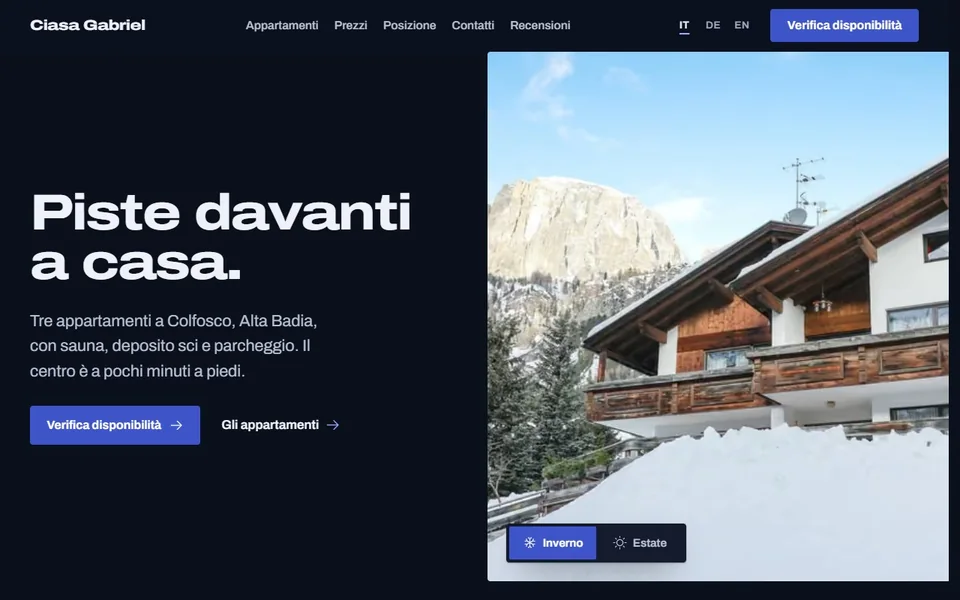 Ciasa Gabriel
Appartamenti
Prezzi
Posizione
Contatti
Recensioni
IT
DE
EN
Verifica disponibilità
Piste davanti
a casa.
Tre appartamenti a Colfosco, Alta Badia,
con sauna, deposito sci e parcheggio. Il
centro è a pochi minuti a piedi.
Verifica disponibilità
Gli appartamenti
Inverno
Estate